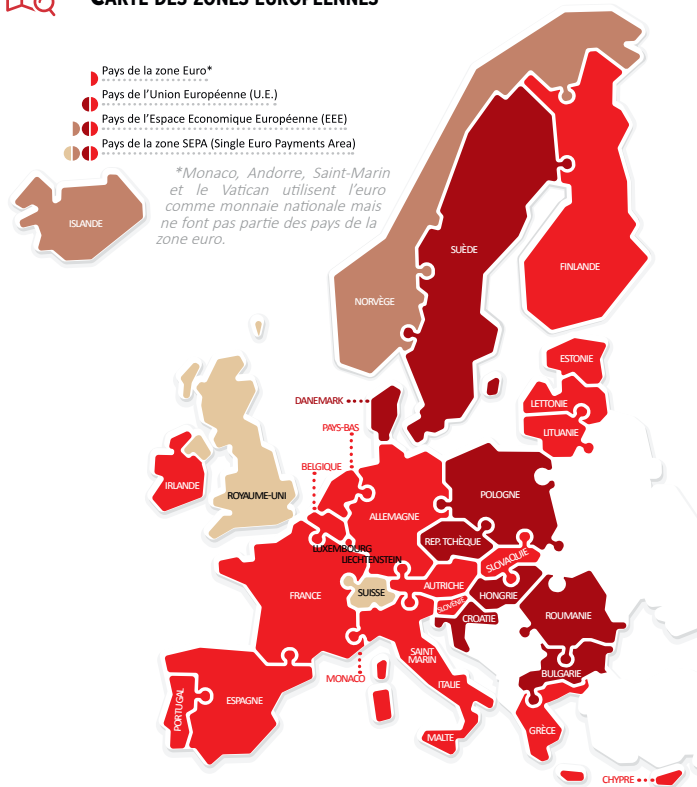 CARTE DES ZONES EUROPÉENNES
Pays de la zone Euro*
Pays de l'Union Européenne (U.E.)
Pays de l'Espace Economique Européenne (EEE)
Pays de la zone SEPA (Single Euro Payments Area)
*Monaco, Andorre, Saint-Marin
et le Vatican utilisent l'euro
comme monnaie nationale mais
ne font pas partie des pays de la
zone euro.
ISLANDE
SUÈDE
FINLANDE
NORVÈGE
ESTONIE
DANEMARK
LETTONIE
PAYS-BAS
LITUANIE
BELGIQUE
IRLANDE
ROYAUME-UNI
POLOGNE
ALLEMAGNE
REP. TCHÈQUE
LUXEMBOURG
LIECHTENSTEIN
SLOVAQUIE
AUTRICHE
SUISSE
FRANCE
HONGRIE
SLOVÉNIE
CROATIE
ROUMANIE
SAINT
MARIN
MONACO
BULGARIE
ITALIE
PORTUGAL
ESPAGNE
GRÈCE
MALTE
CHYPRE